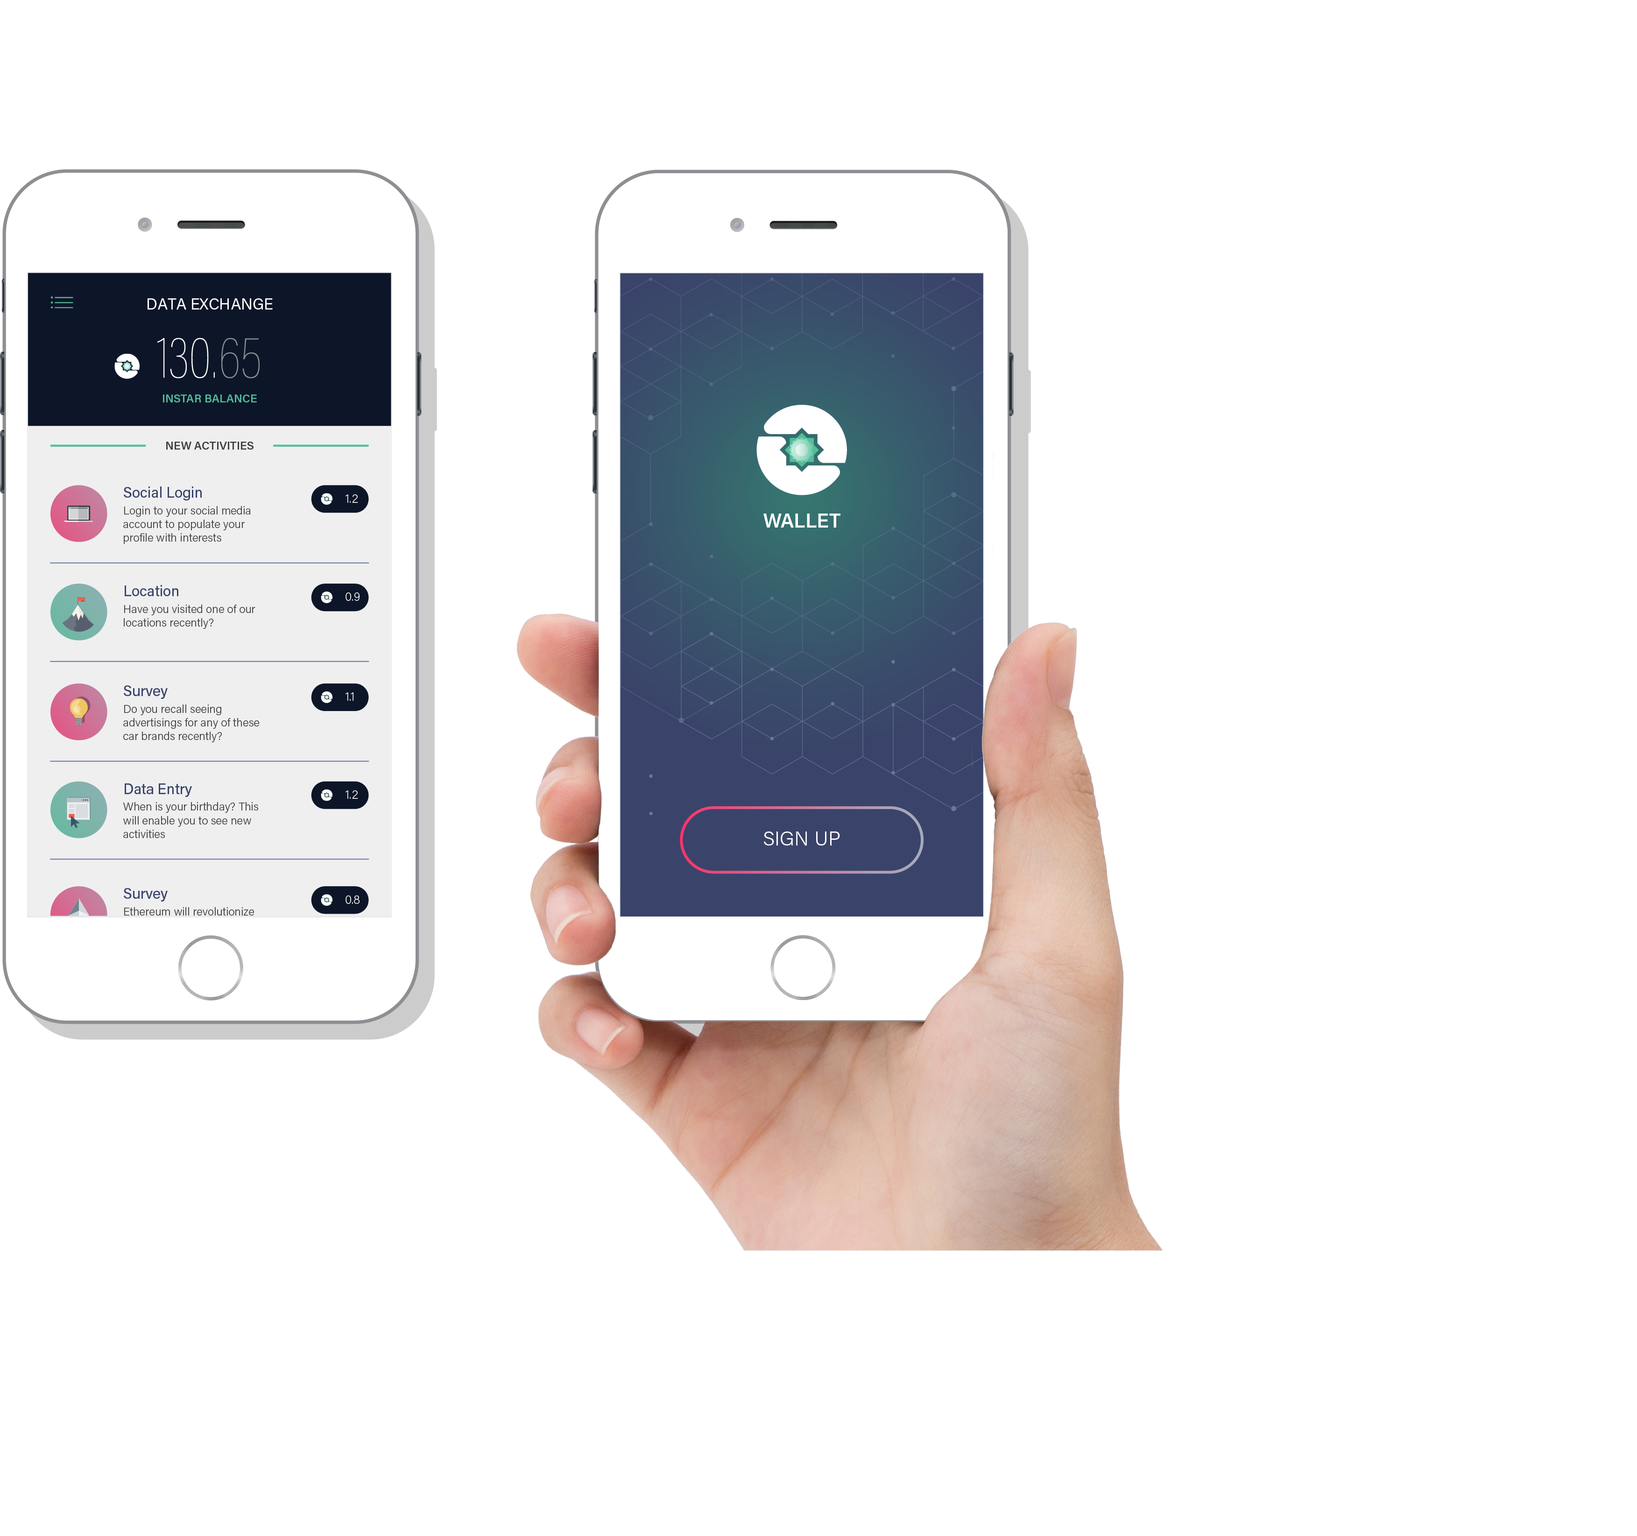 DATA EXCHANGE
130.65
INSTAR BALANCE
NEW ACTIVITIES
Social Login
1.2
Login to your social media
account to populate your
profile with interests
Location
0.9
Have you visited one of our
locations recently?
Survey
1.1
Do you recall seeing
advertisings for any of these
car brands recently?
Data Entry
1.2
When is your birthday? This
will enable you to see new
activities
Survey
0.8
Ethereum will revolutionize
WALLET
SIGN UP